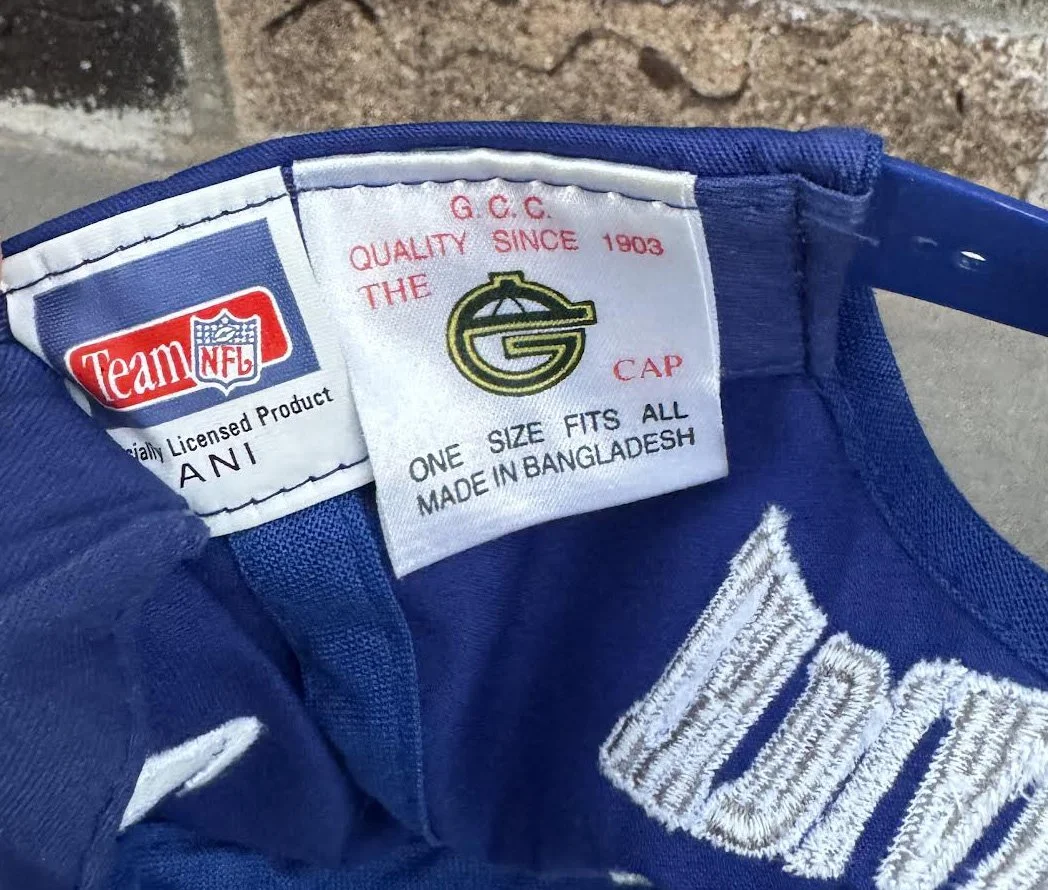 Team NFL
Licensed Product
ANI
G.C.C.
QUALITY SINCE 1903
THE G CAP
ONE SIZE FITS ALL
MADE IN BANGLADESH